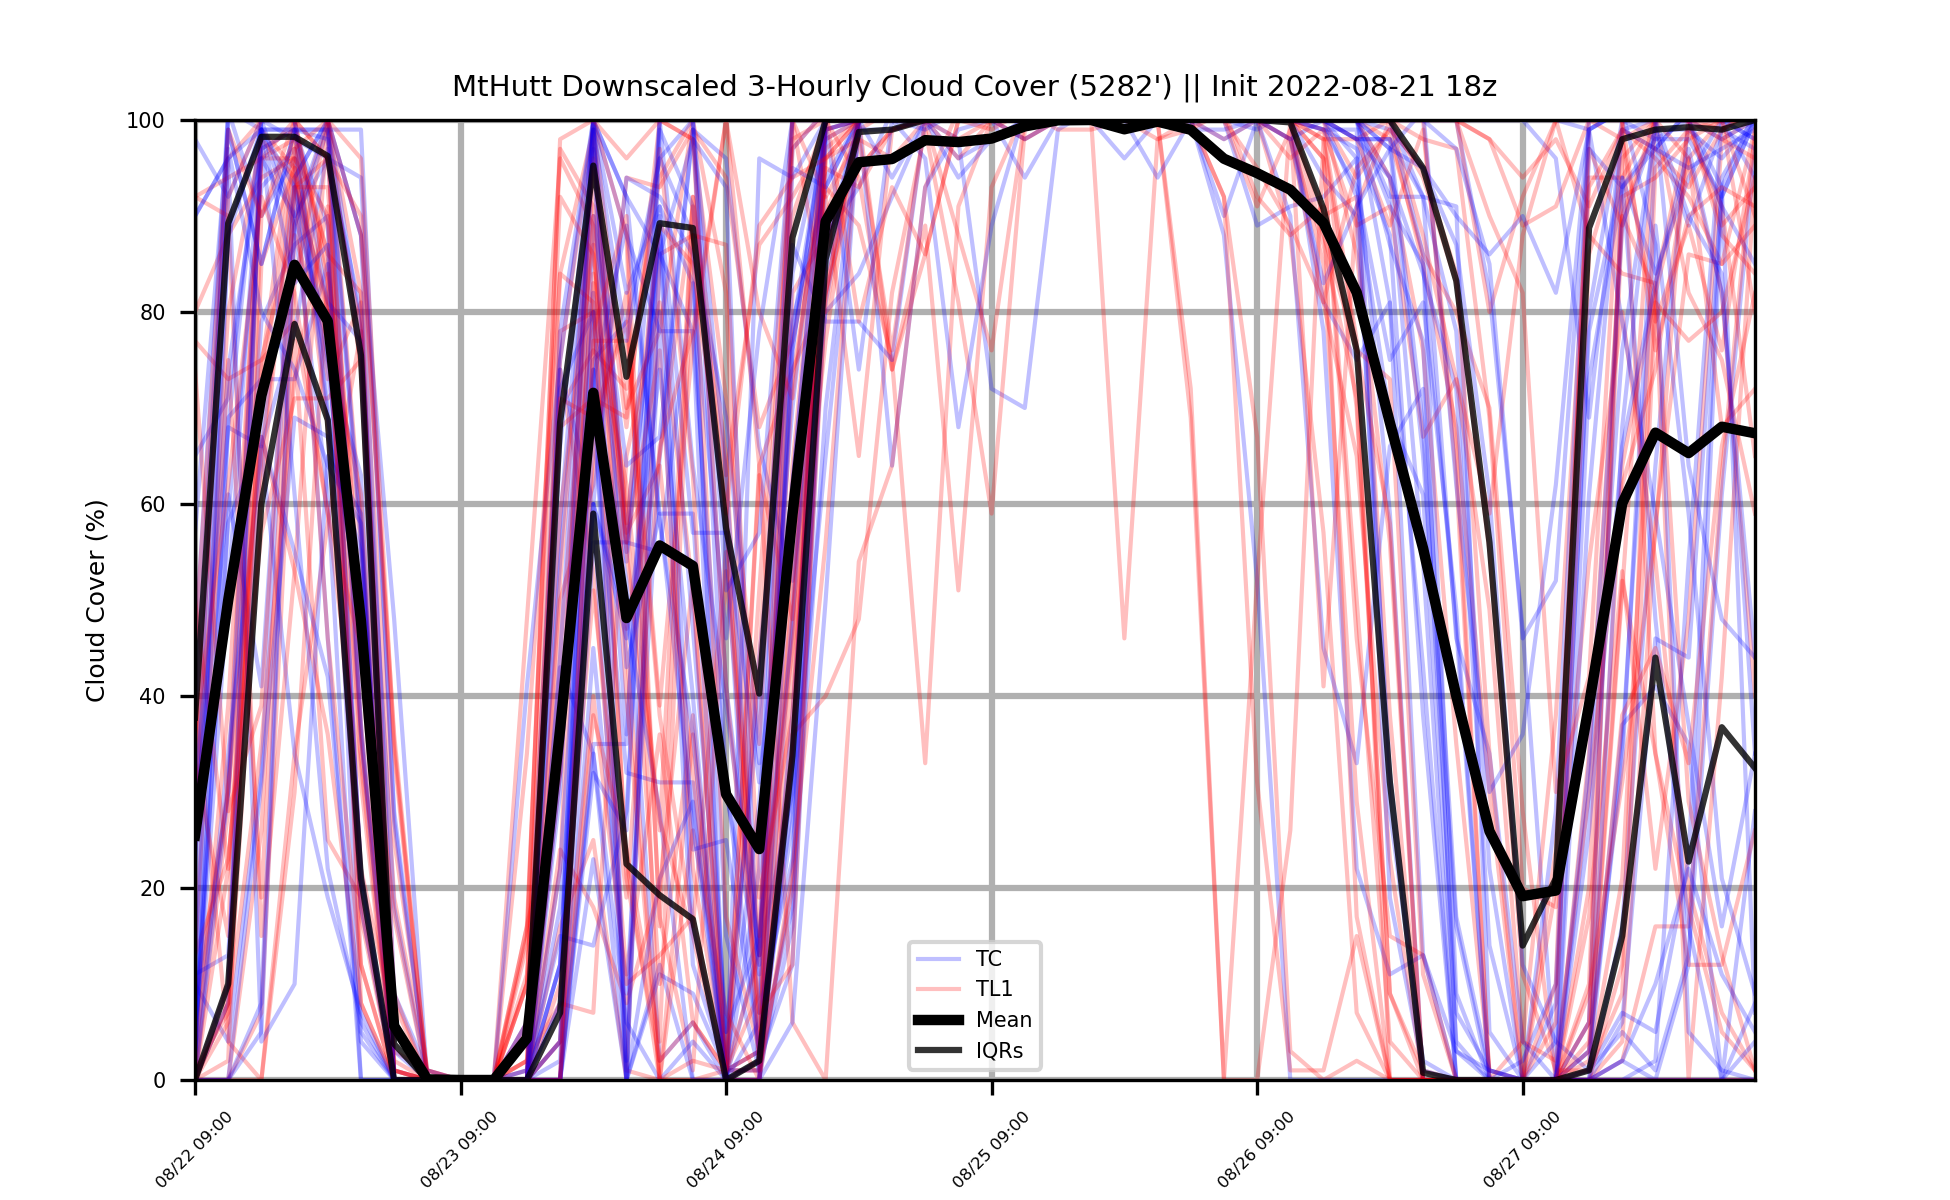 MtHutt Downscaled 3-Hourly Cloud Cover (5282') || Init 2022-08-21 18z
Cloud Cover (%)
100
80
60
40
20
0
TC
TL1
Mean
IQRs
08/22 09:00
08/23 09:00
08/24 09:00
08/25 09:00
08/26 09:00
08/27 09:00